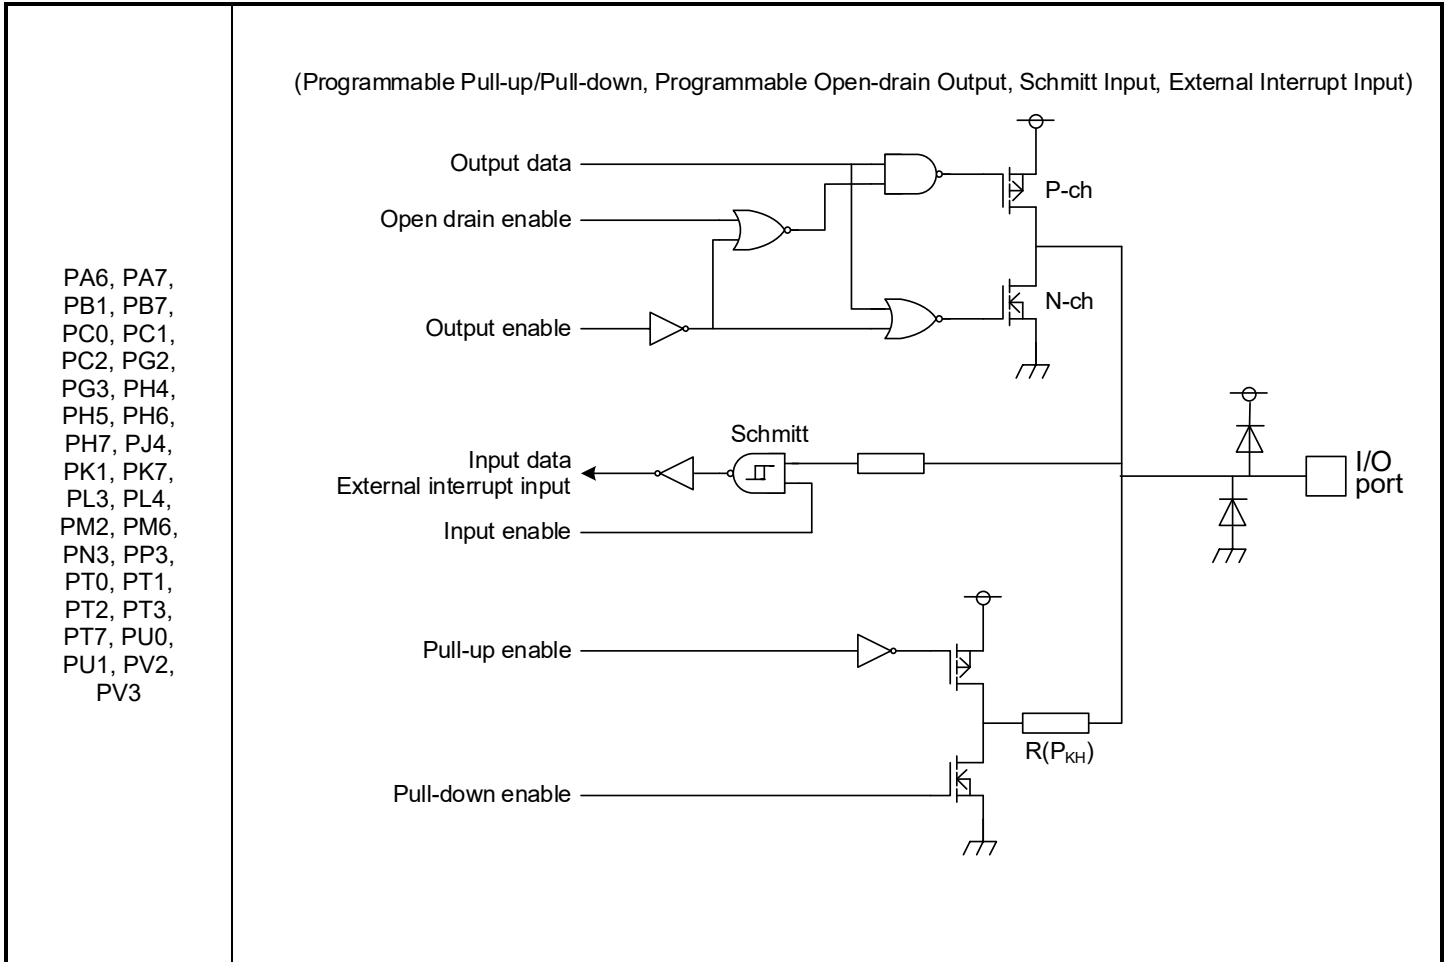 PA6, PA7,
PB1, PB7,
PC0, PC1,
PC2, PG2,
PG3, PH4,
PH5, PH6,
PH7, PJ4,
PK1, PK7,
PL3, PL4,
PM2, PM6,
PN3, PP3,
PT0, PT1,
PT2, PT3,
PT7, PU0,
PU1, PV2,
PV3
(Programmable Pull-up/Pull-down, Programmable Open-drain Output, Schmitt Input, External Interrupt Input)
Output data
P-ch
Open drain enable
N-ch
Output enable
Schmitt
Input data
External interrupt input
I/O
port
Input enable
Pull-up enable
R(PKH)
Pull-down enable